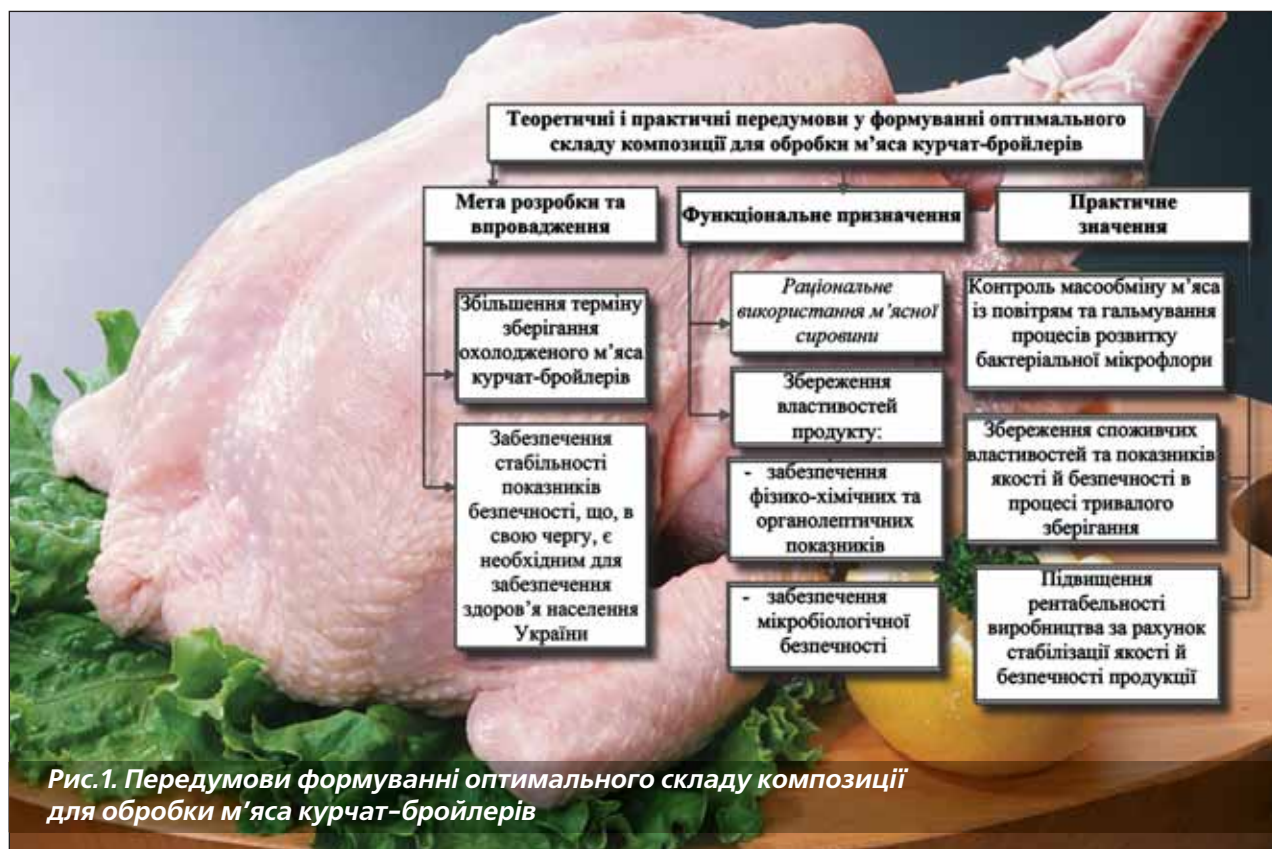 Теоретичні і практичні передумови у формуванні оптимального
складу композиції для обробки м’яса курчат-бройлерів
Мета розробки та
впровадження
Збільшення терміну
зберігання
охолодженого м’яса
курчат-бройлерів
Забезпечення
стабільності
показників
безпечності, що, в
свою чергу, є
необхідним для
забезпечення
здоров’я населення
України
Функціональне призначення
Раціональне
використання м’ясної
сировини
Збереження
властивостей
продукту:
- забезпечення
фізико-хімічних та
органолептичних
показників
- забезпечення
мікробіологічної
безпечності
Практичне
значення
Контроль масообміну м’яса
із повітрям та гальмування
процесів розвитку
бактеріальної мікрофлори
Збереження споживчих
властивостей та показників
якості й безпечності в
процесі тривалого
зберігання
Підвищення
рентабельності
виробництва за рахунок
стабілізації якості й
безпечності продукції
Рис.1. Передумови формуванні оптимального складу композиції
для обробки м’яса курчат–бройлерів